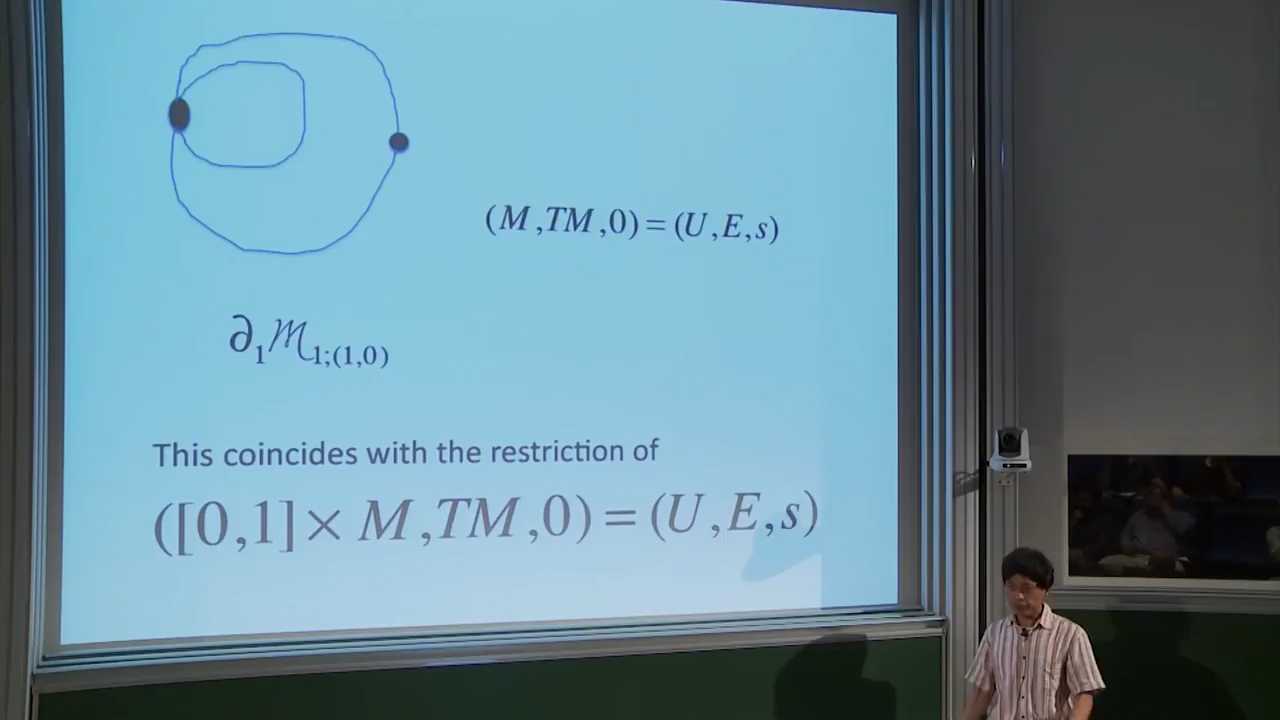 (M,TM,0)=(U,E,s)
∂₁ℳ₁;(1,0)
This coincides with the restriction of
([0,1]×M,TM,0)=(U,E,s)